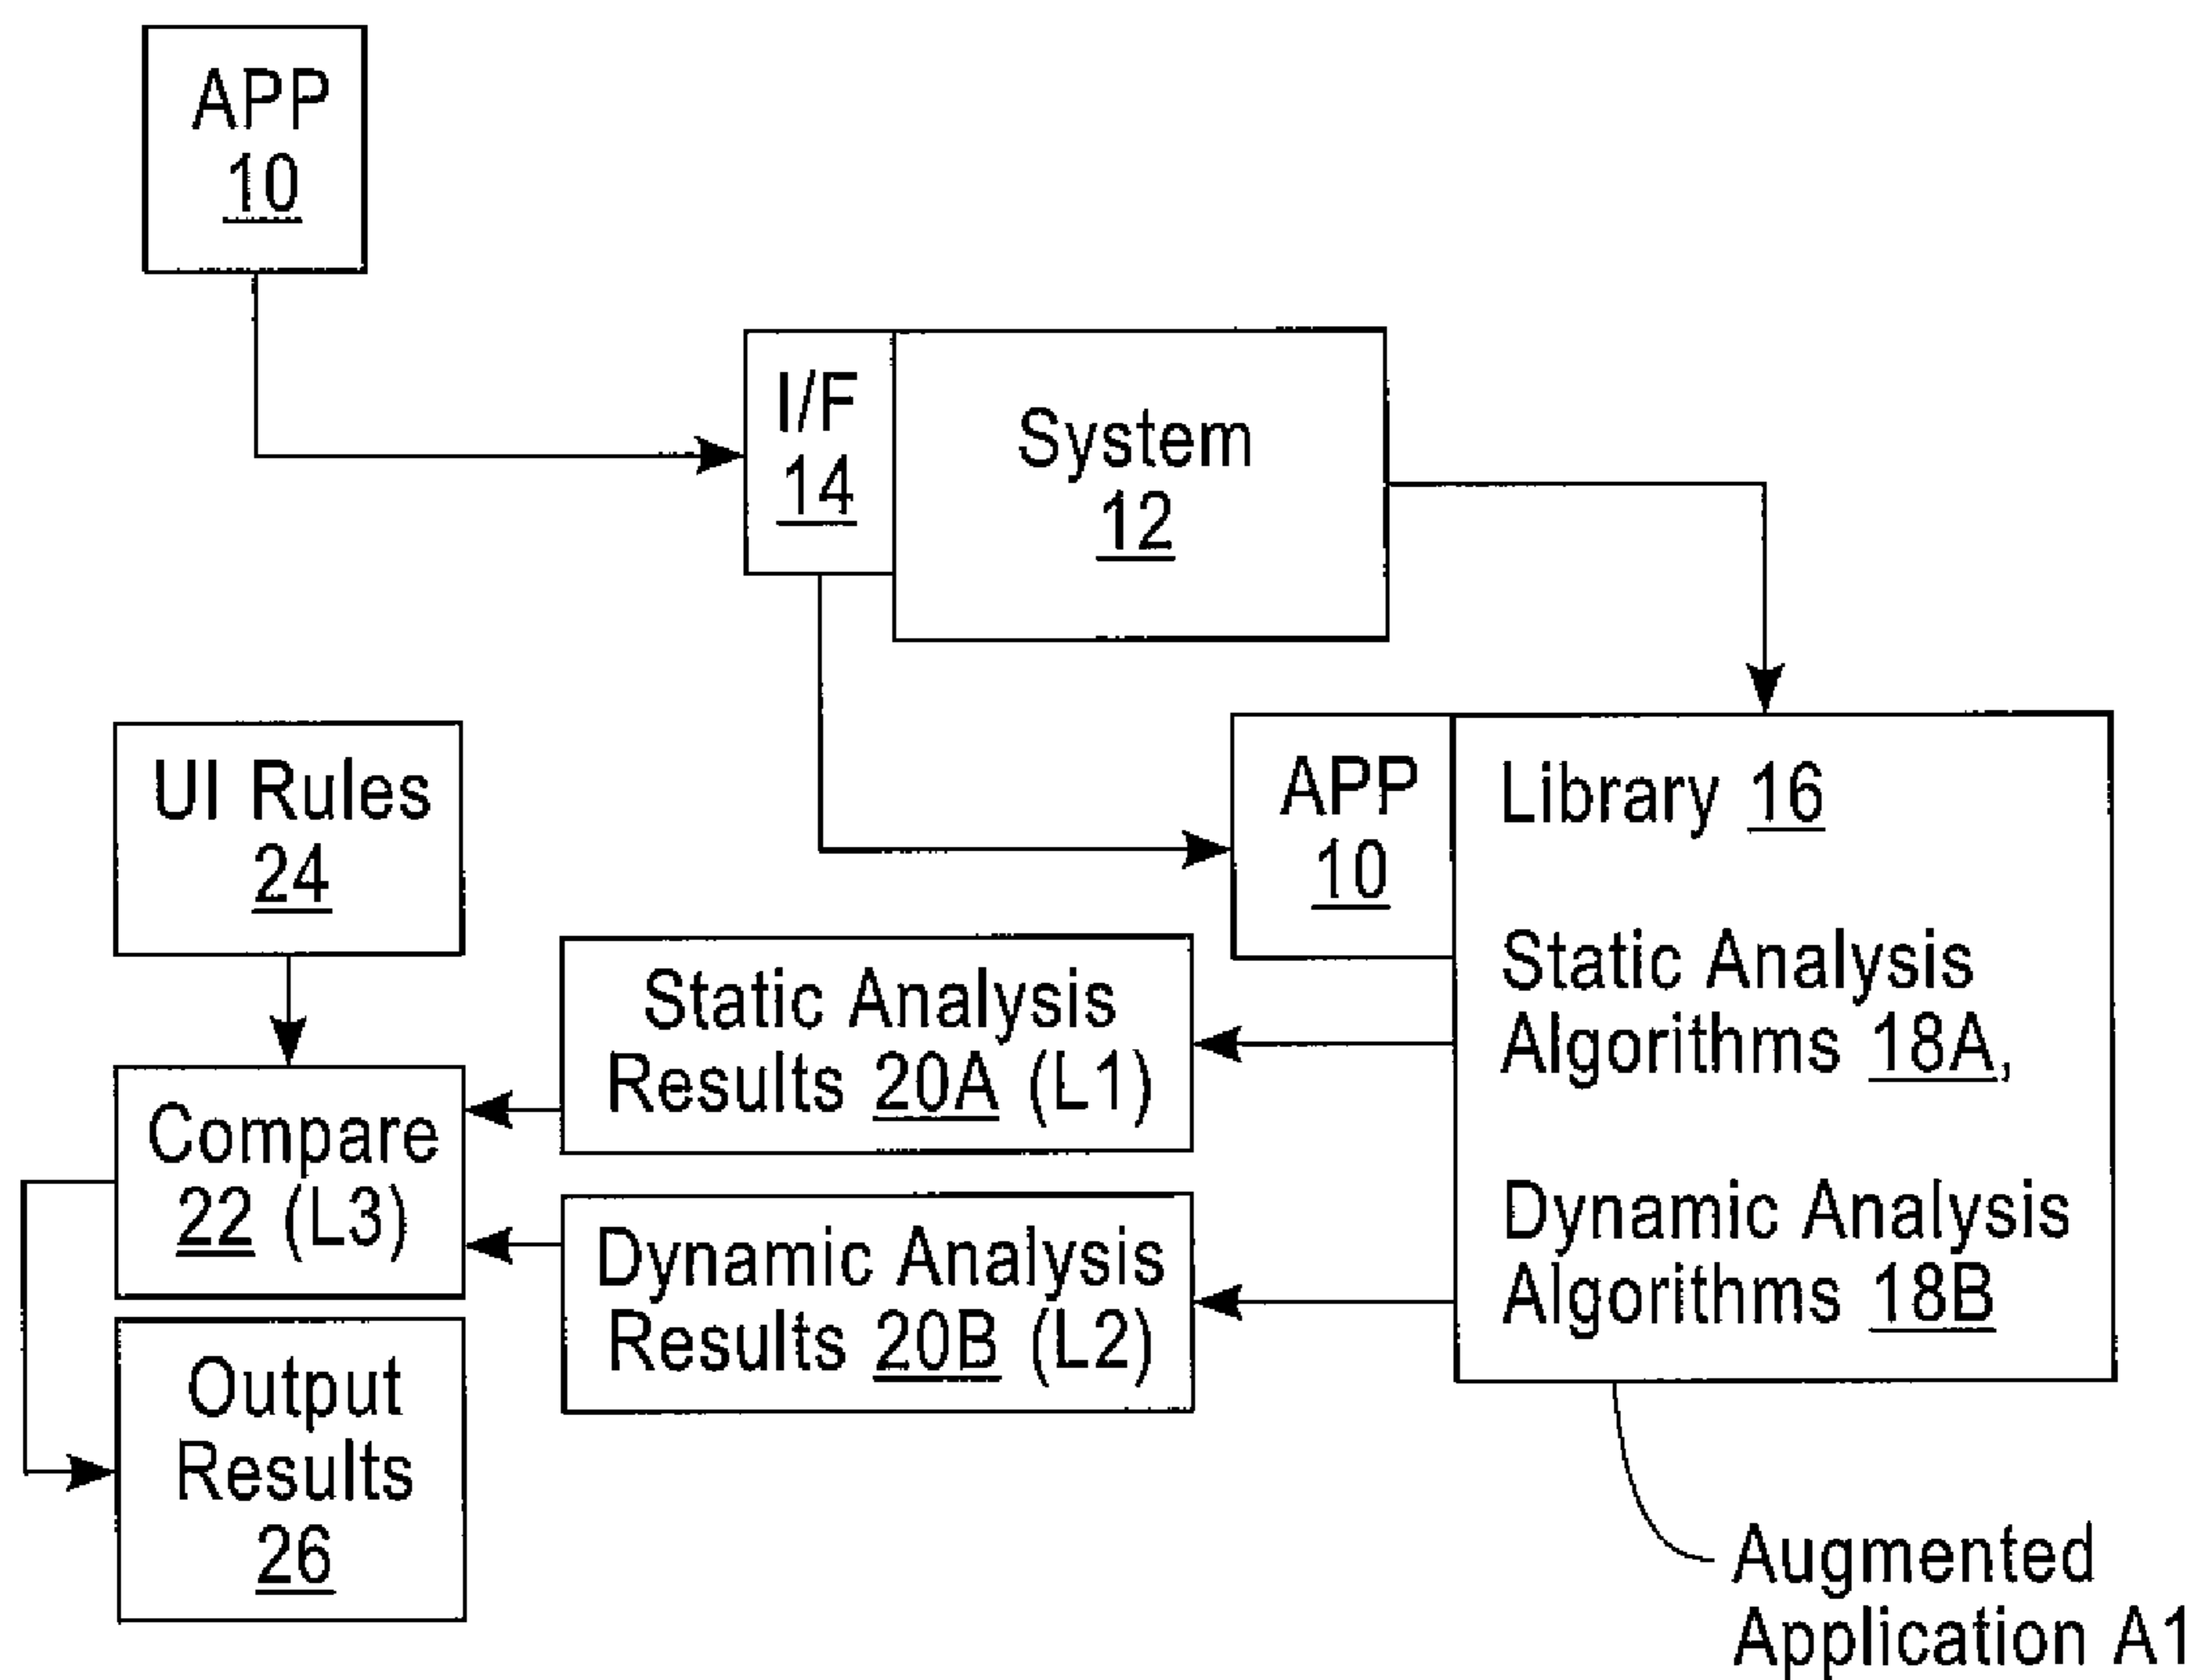 APP
10
I/F
14
System
12
UI Rules
24
APP
10
Library 16
Static Analysis
Algorithms 18A,
Dynamic Analysis
Algorithms 18B
Static Analysis
Results 20A (L1)
Compare
22 (L3)
Dynamic Analysis
Results 20B (L2)
Output
Results
26
Augmented
Application A1